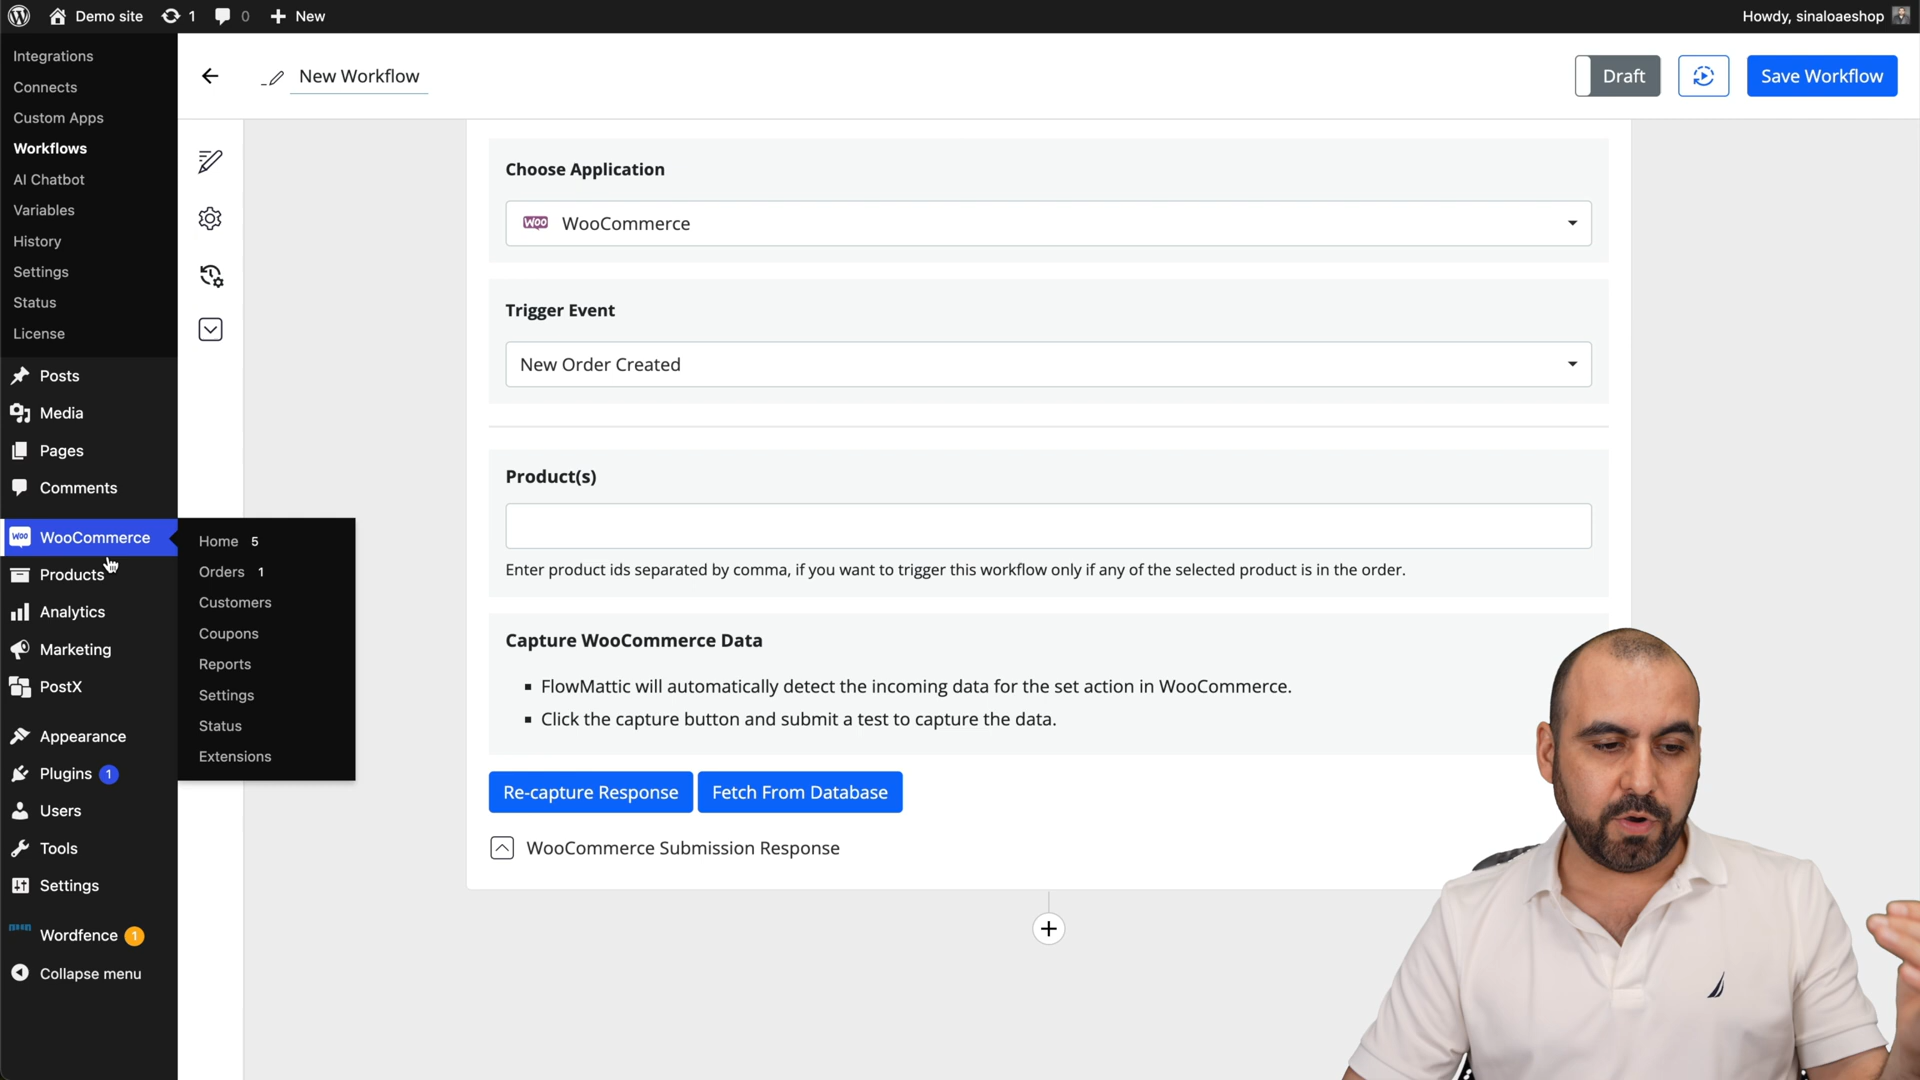 Demo site
1
0
New
Howdy, sinaloaeshop
Integrations
Connects
Custom Apps
Workflows
AI Chatbot
Variables
History
Settings
Status
License
Posts
Media
Pages
Comments
WOO WooCommerce
Products
Analytics
Marketing
PostX
Appearance
Plugins 1
Users
Tools
Settings
Wordfence 1
Collapse menu
Home 5
Orders 1
Customers
Coupons
Reports
Settings
Status
Extensions
New Workflow
Draft
Save Workflow
Choose Application
WOO WooCommerce
Trigger Event
New Order Created
Product(s)
Enter product ids separated by comma, if you want to trigger this workflow only if any of the selected product is in the order.
Capture WooCommerce Data
▪ FlowMattic will automatically detect the incoming data for the set action in WooCommerce.
▪ Click the capture button and submit a test to capture the data.
Re-capture Response
Fetch From Database
WooCommerce Submission Response